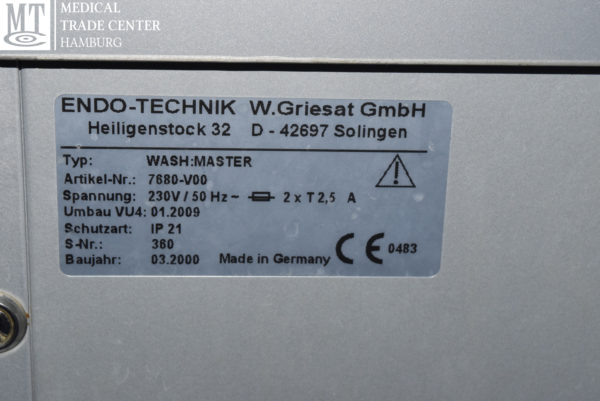 MT
MEDICAL
TRADE CENTER
HAMBURG
ENDO-TECHNIK W.Griesat GmbH
Heiligenstock 32 D - 42697 Solingen
Typ: WASH:MASTER
Artikel-Nr.: 7680-V00
Spannung: 230V / 50 Hz ~ 2 x T 2,5 A
Umbau VU4: 01.2009
Schutzart: IP 21
S-Nr.: 360
Baujahr: 03.2000 Made in Germany CE 0483